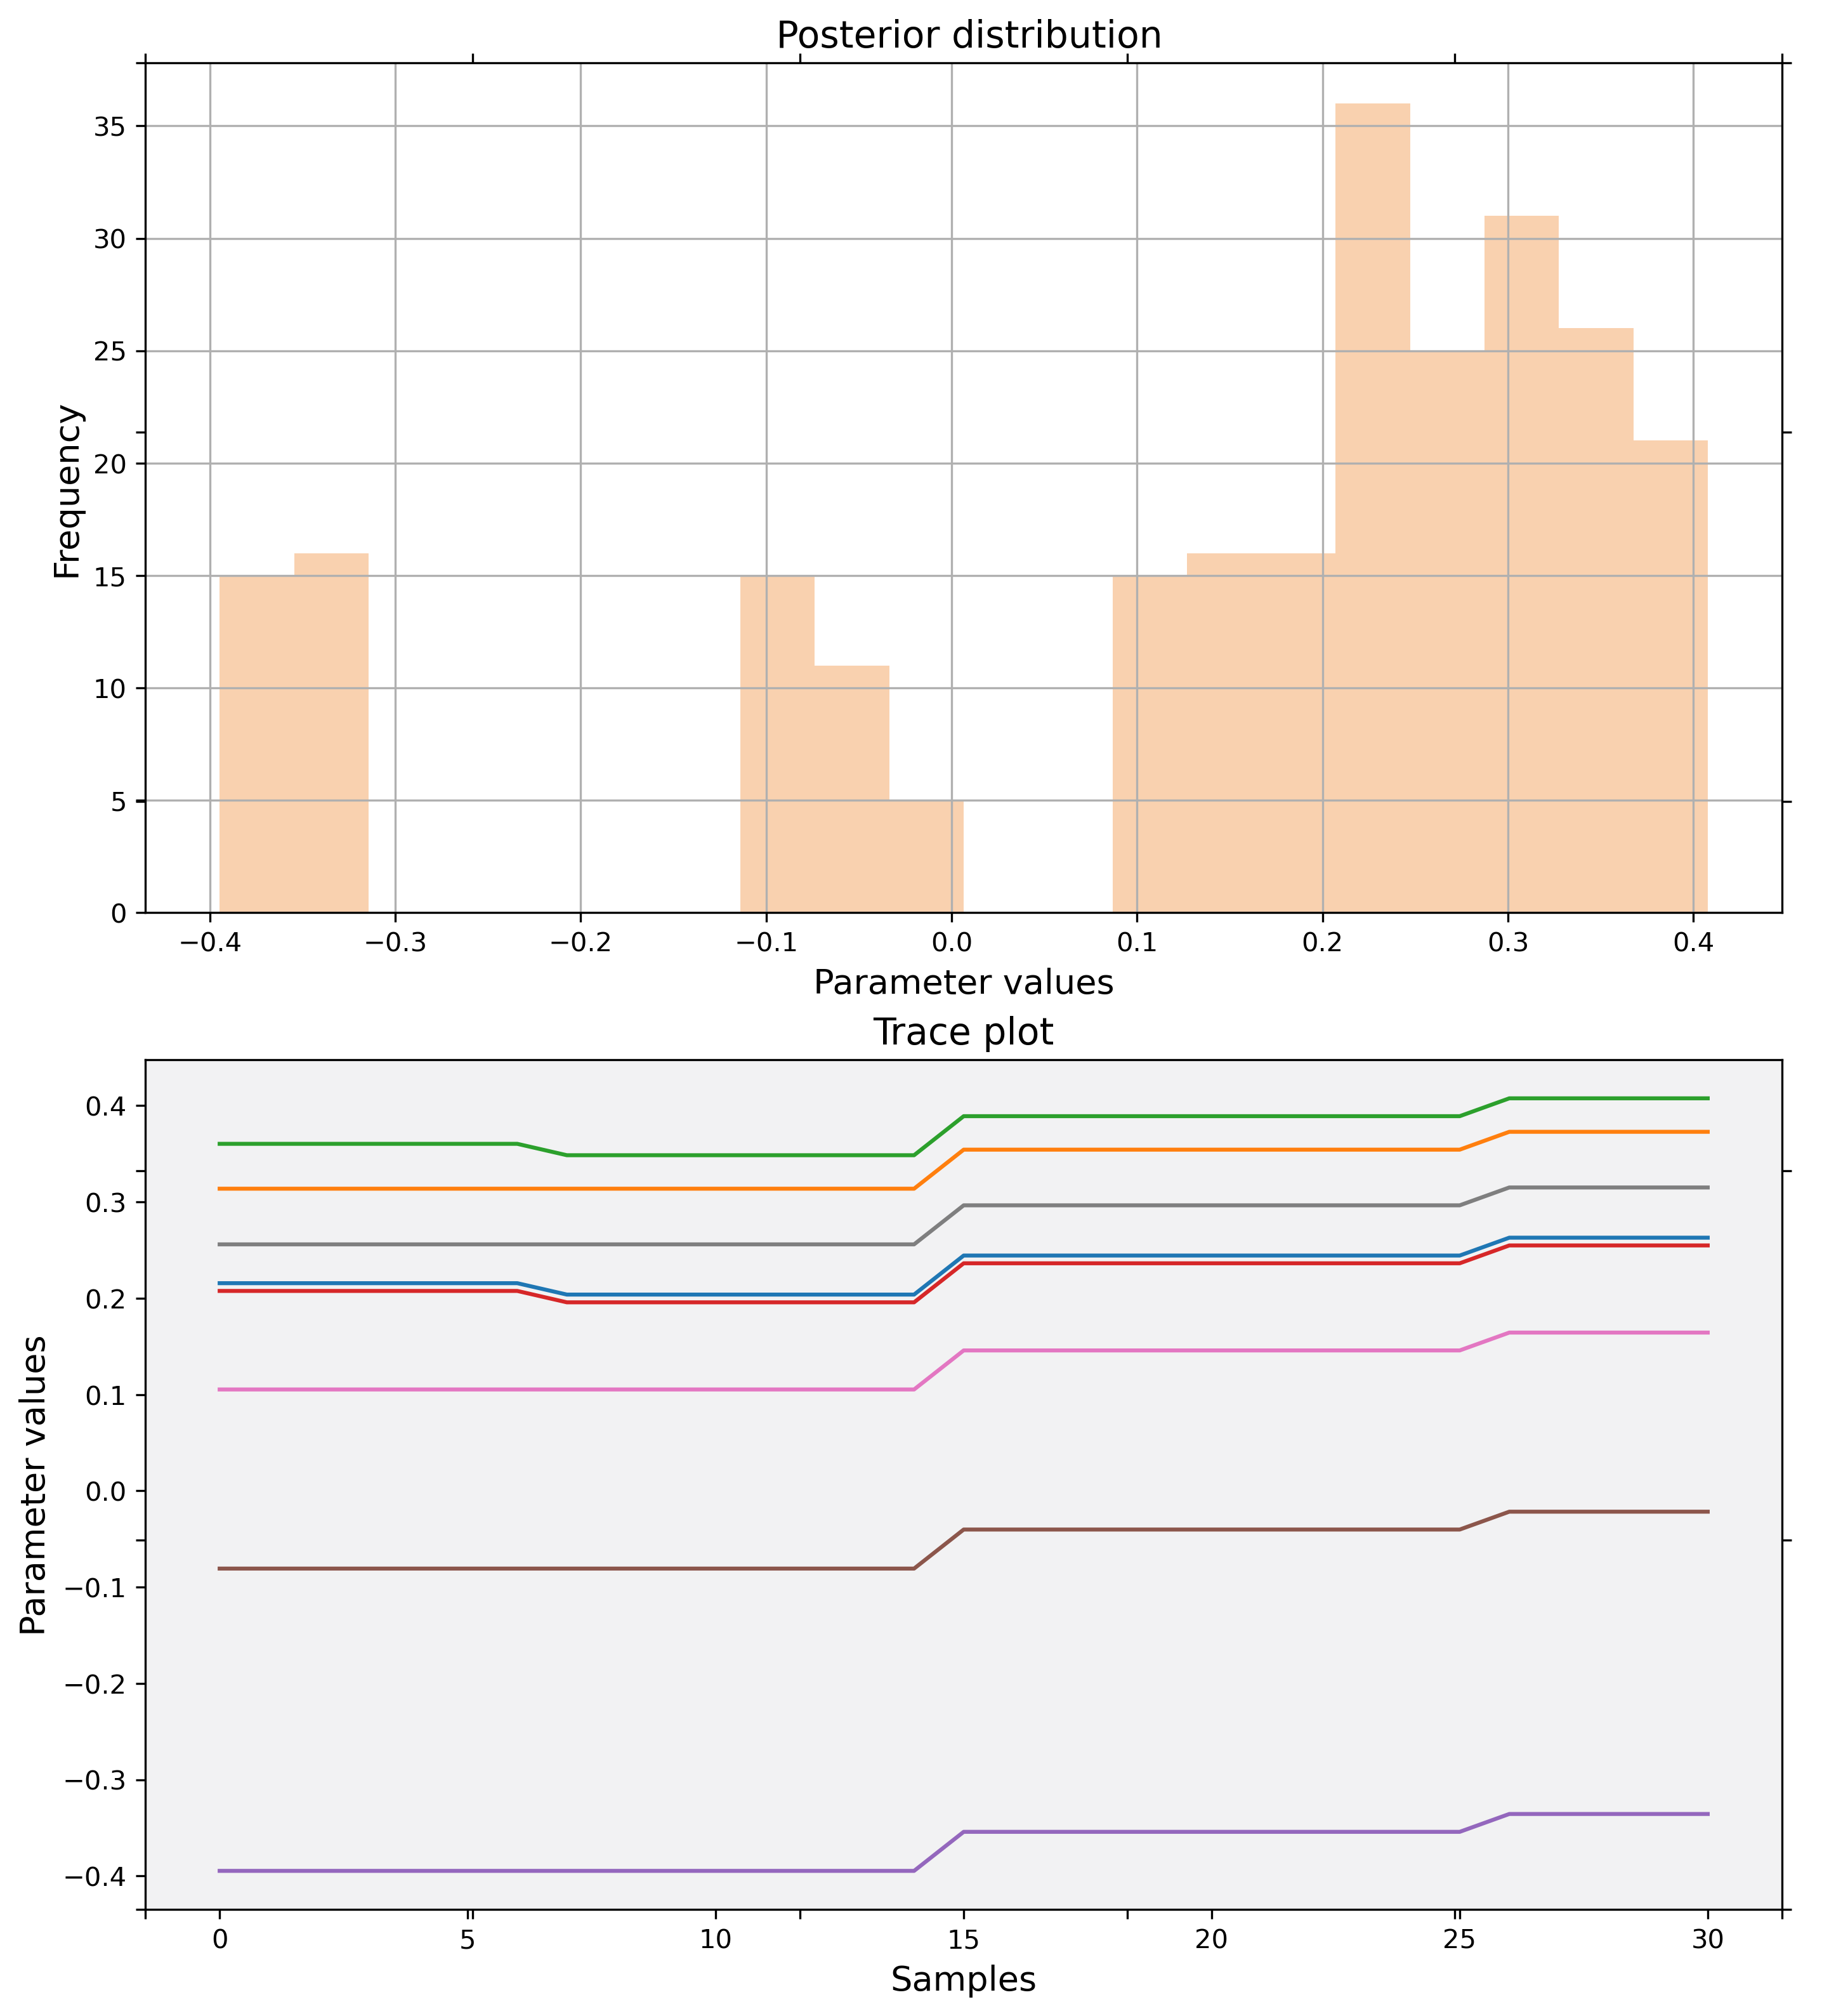 Posterior distribution
35
30
25
20
15
10
5
0
Frequency
−0.4 −0.3 −0.2 −0.1 0.0 0.1 0.2 0.3 0.4
Parameter values
Trace plot
0.4
0.3
0.2
0.1
0.0
−0.1
−0.2
−0.3
−0.4
Parameter values
0 5 10 15 20 25 30
Samples